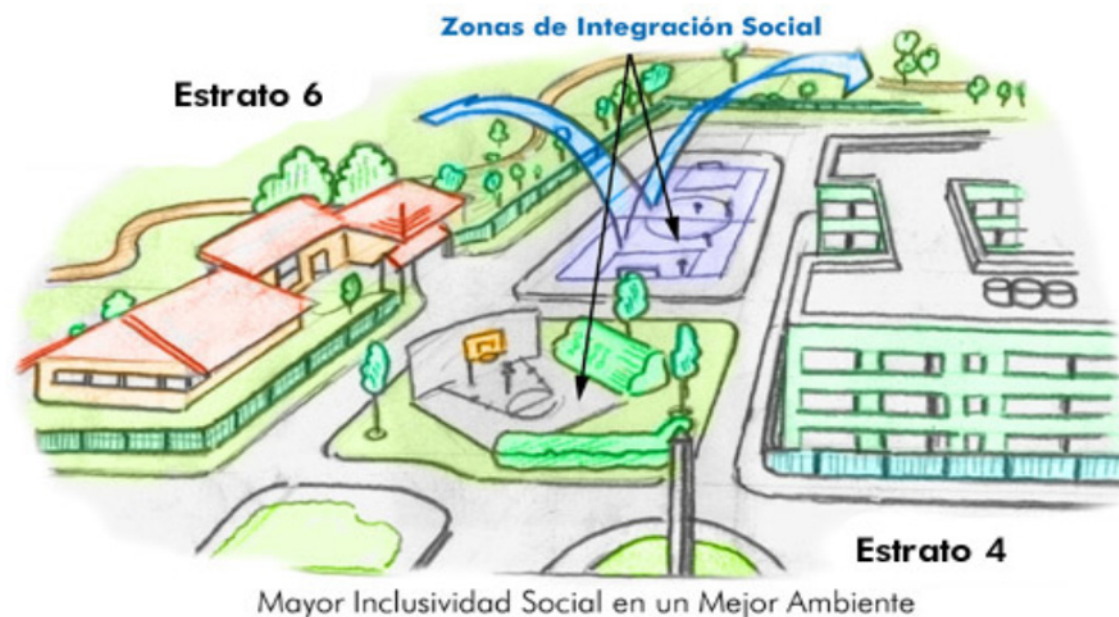 Zonas de Integración Social
Estrato 6
Estrato 4
Mayor Inclusividad Social en un Mejor Ambiente